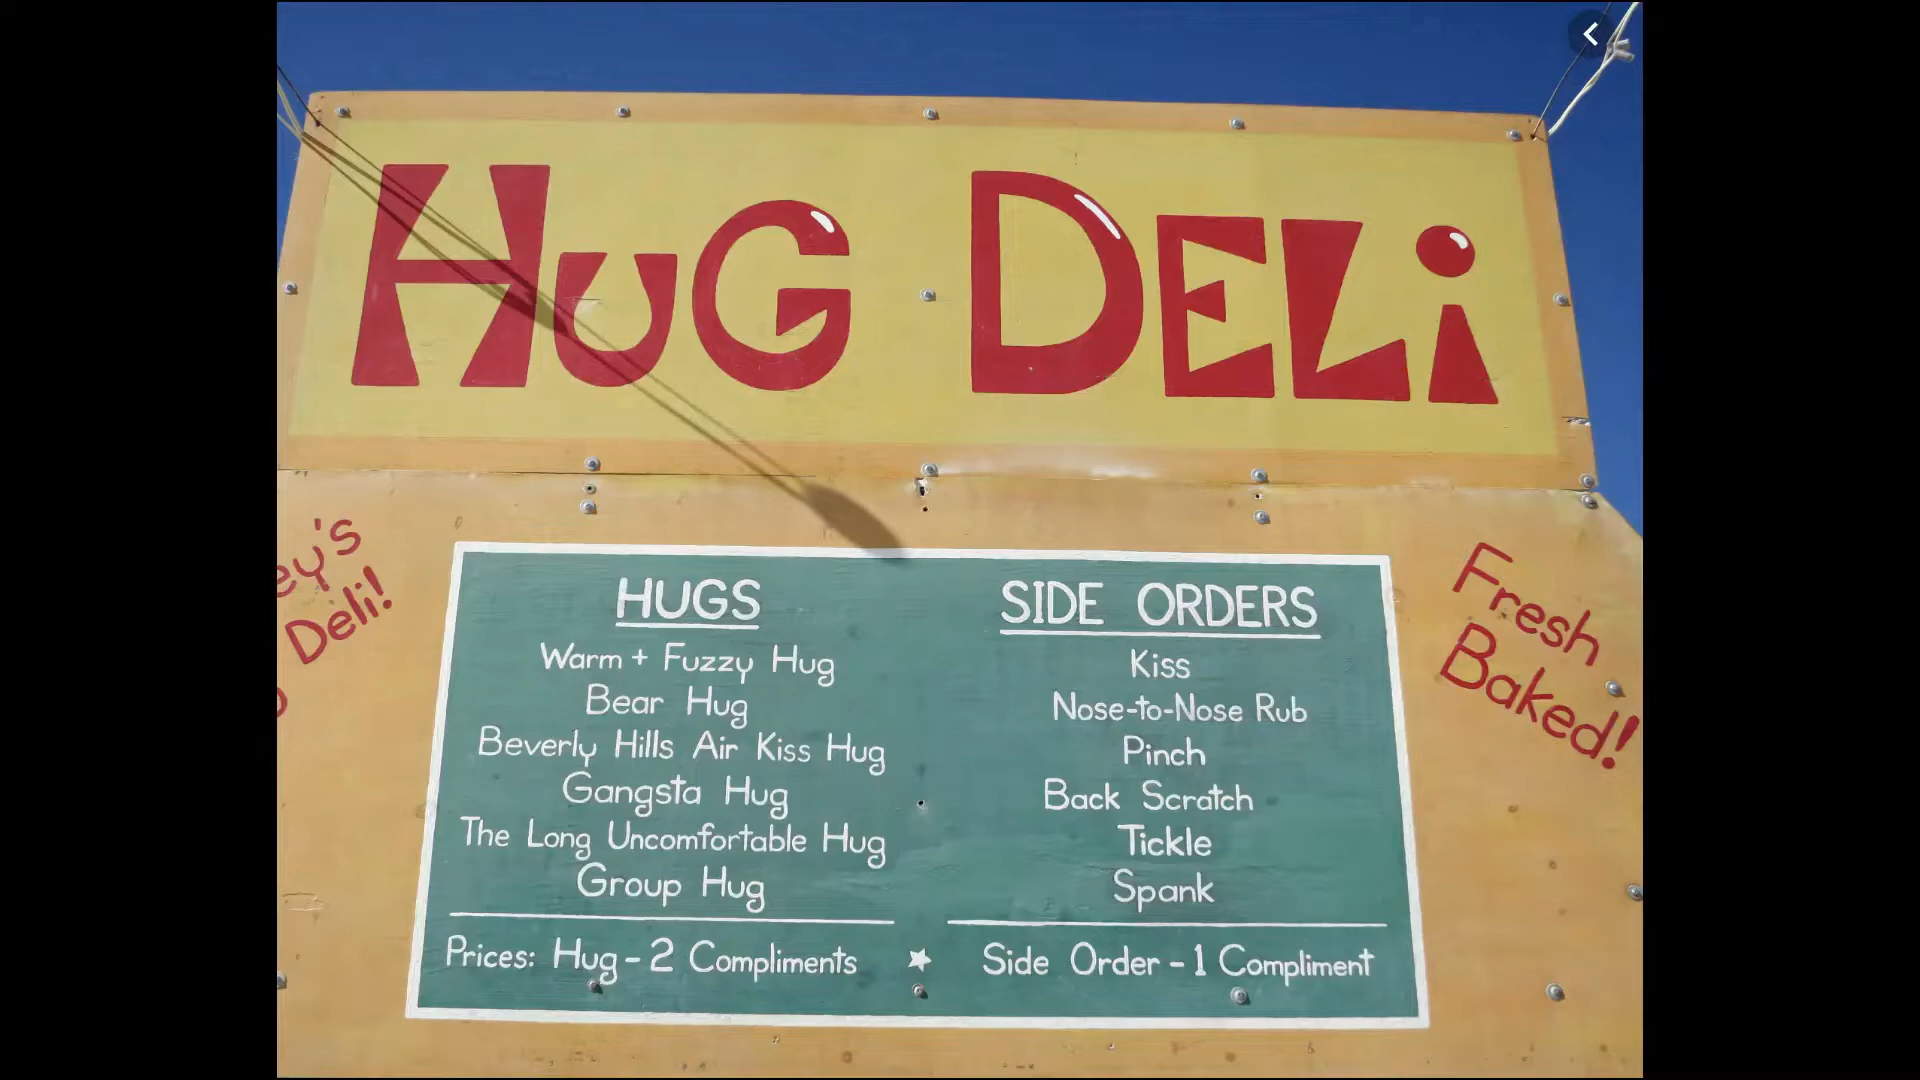 HUG DELi
ey's
Deli!
HUGS
Warm + Fuzzy Hug
Bear Hug
Beverly Hills Air Kiss Hug
Gangsta Hug
The Long Uncomfortable Hug
Group Hug
Prices: Hug - 2 Compliments
SIDE ORDERS
Kiss
Nose-to-Nose Rub
Pinch
Back Scratch
Tickle
Spank
Side Order - 1 Compliment
Fresh
Baked!